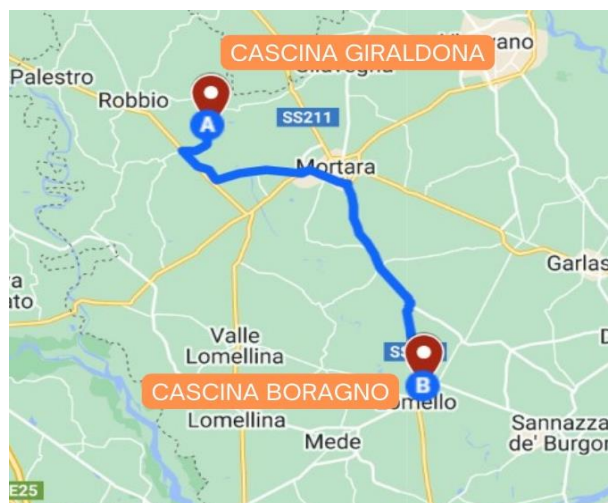 CASCINA GIRALDONA
Palestro
Robbio
SS211
Mortara
Garlas
Valle
Lomellina
CASCINA BORAGNO
B
A
Lomellina
Mede
Sannazza
de' Burgon
E25